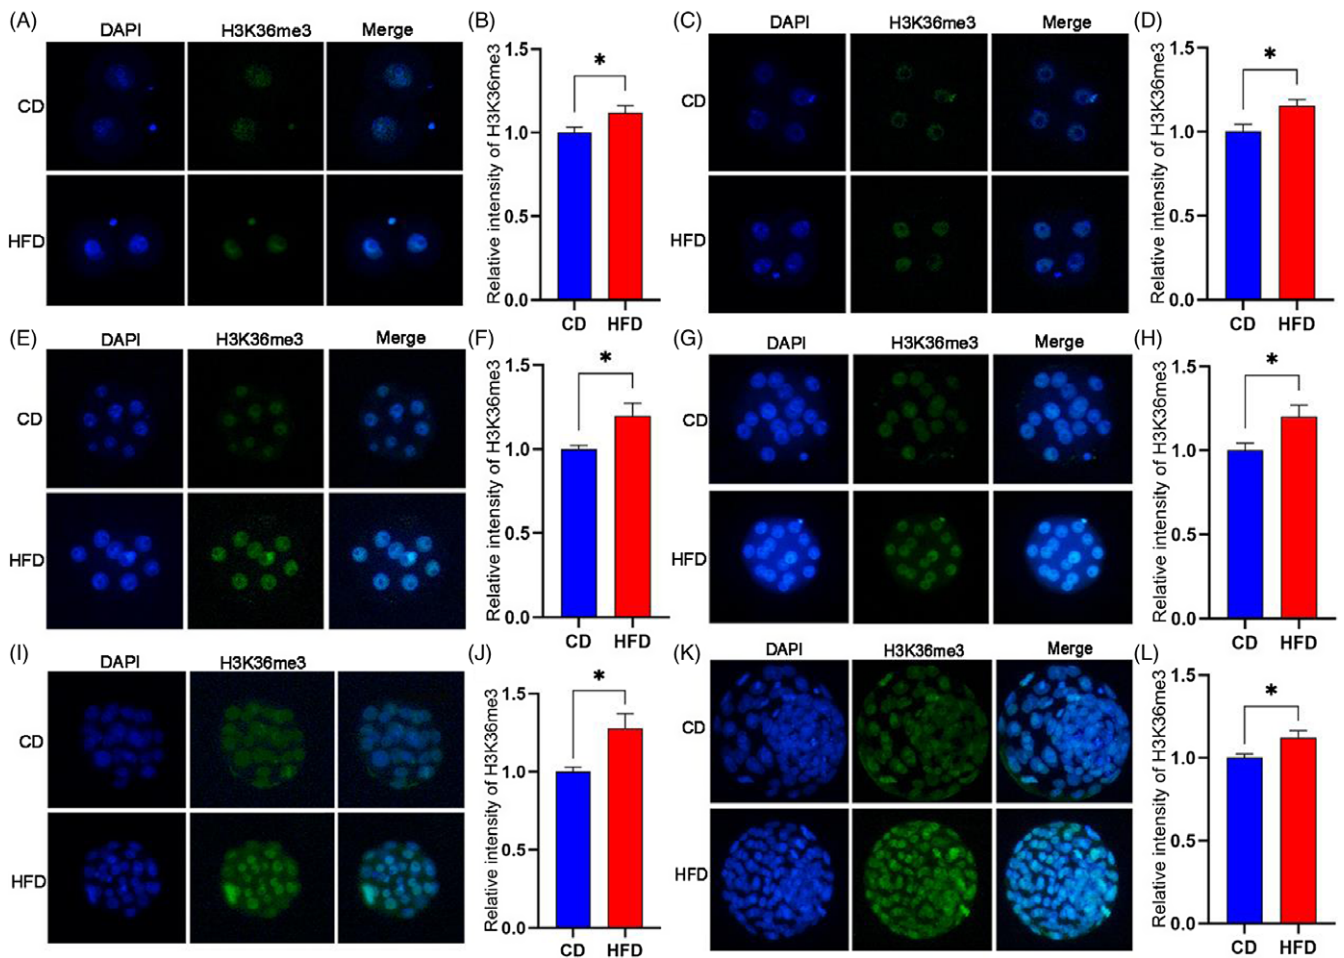 (A)
DAPI H3K36me3 Merge
CD
HFD
(B)
Relative intensity of H3K36me3
1.5
1.0
0.5
0.0
*
CD HFD
(C)
DAPI H3K36me3 Merge
CD
HFD
(D)
Relative intensity of H3K36me3
1.5
1.0
0.5
0.0
*
CD HFD
(E)
DAPI H3K36me3 Merge
CD
HFD
(F)
Relative intensity of H3K36me3
1.5
1.0
0.5
0.0
*
CD HFD
(G)
DAPI H3K36me3 Merge
CD
HFD
(H)
Relative intensity of H3K36me3
1.5
1.0
0.5
0.0
*
CD HFD
(I)
DAPI H3K36me3
CD
HFD
(J)
Relative intensity of H3K36me3
1.5
1.0
0.5
0.0
*
CD HFD
(K)
DAPI H3K36me3 Merge
CD
HFD
(L)
Relative intensity of H3K36me3
1.5
1.0
0.5
0.0
*
CD HFD